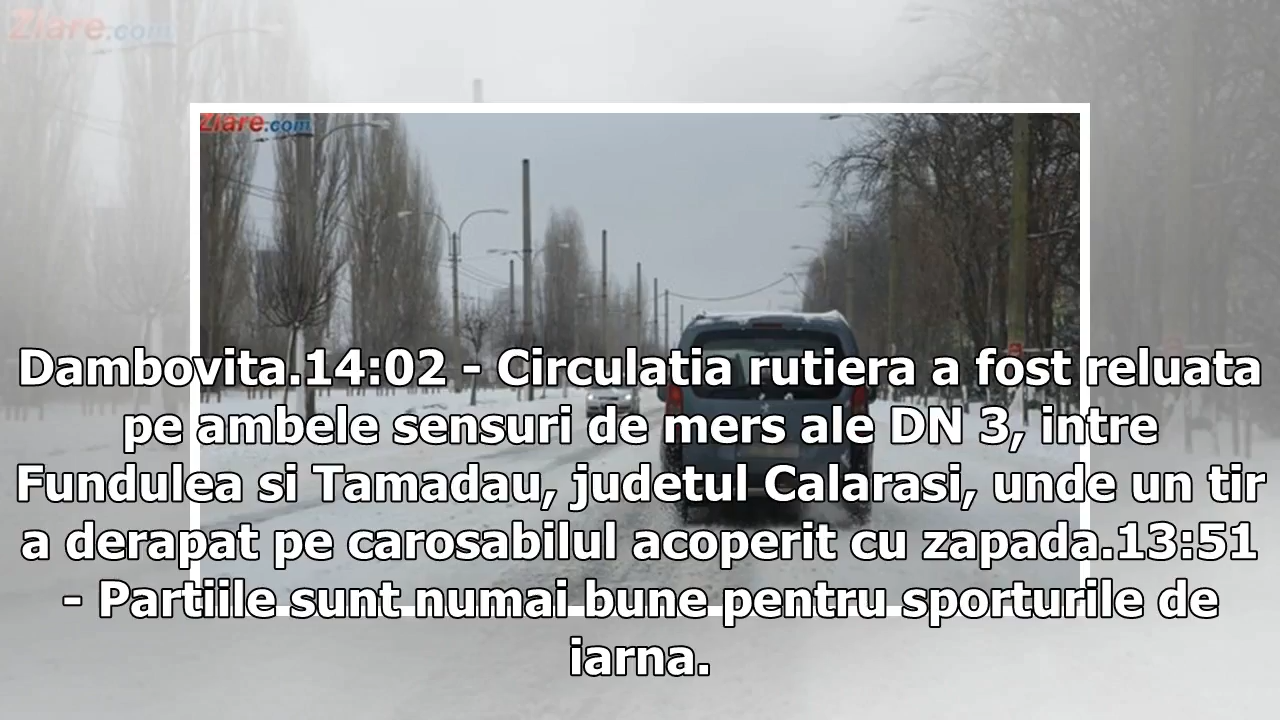 Ziare.com
Ziare.com
Dambovita.14:02 - Circulatia rutiera a fost reluata
pe ambele sensuri de mers ale DN 3, intre
Fundulea si Tamadau, judetul Calarasi, unde un tir
a derapat pe carosabilul acoperit cu zapada.13:51
- Partiile sunt numai bune pentru sporturile de
iarna.